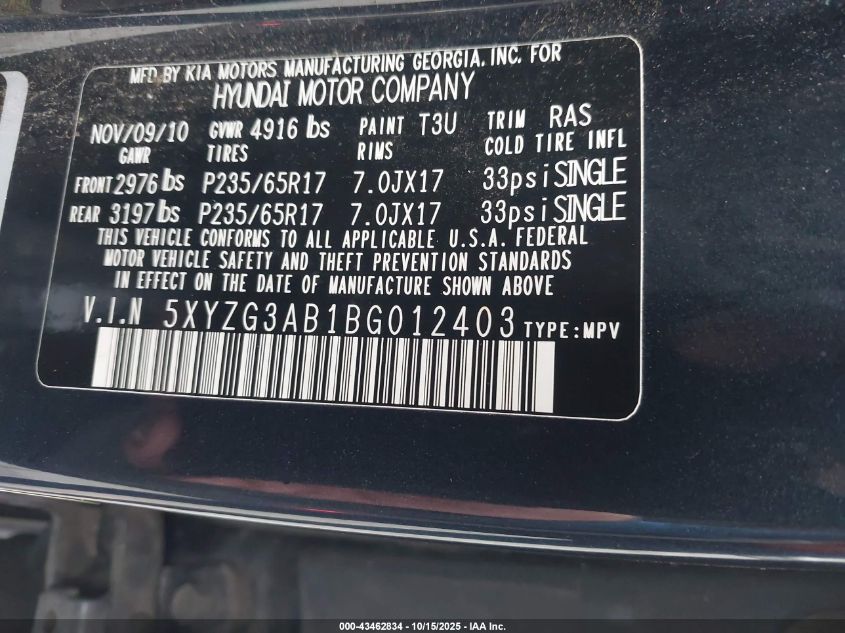 MFD BY KIA MOTORS MANUFACTURING GEORGIA, INC. FOR
HYUNDAI MOTOR COMPANY
NOV/09/10 GVWR 4916 lbs PAINT T3U TRIM RAS
GAWR TIRES RIMS COLD TIRE INFL
FRONT 2976 lbs P235/65R17 7.0JX17 33psi SINGLE
REAR 3197 lbs P235/65R17 7.0JX17 33psi SINGLE
THIS VEHICLE CONFORMS TO ALL APPLICABLE U.S.A. FEDERAL
MOTOR VEHICLE SAFETY AND THEFT PREVENTION STANDARDS
IN EFFECT ON THE DATE OF MANUFACTURE SHOWN ABOVE
V.I.N 5XYZG3AB1BG012403 TYPE:MPV
000-43462834 - 10/15/2025 - IAA Inc.